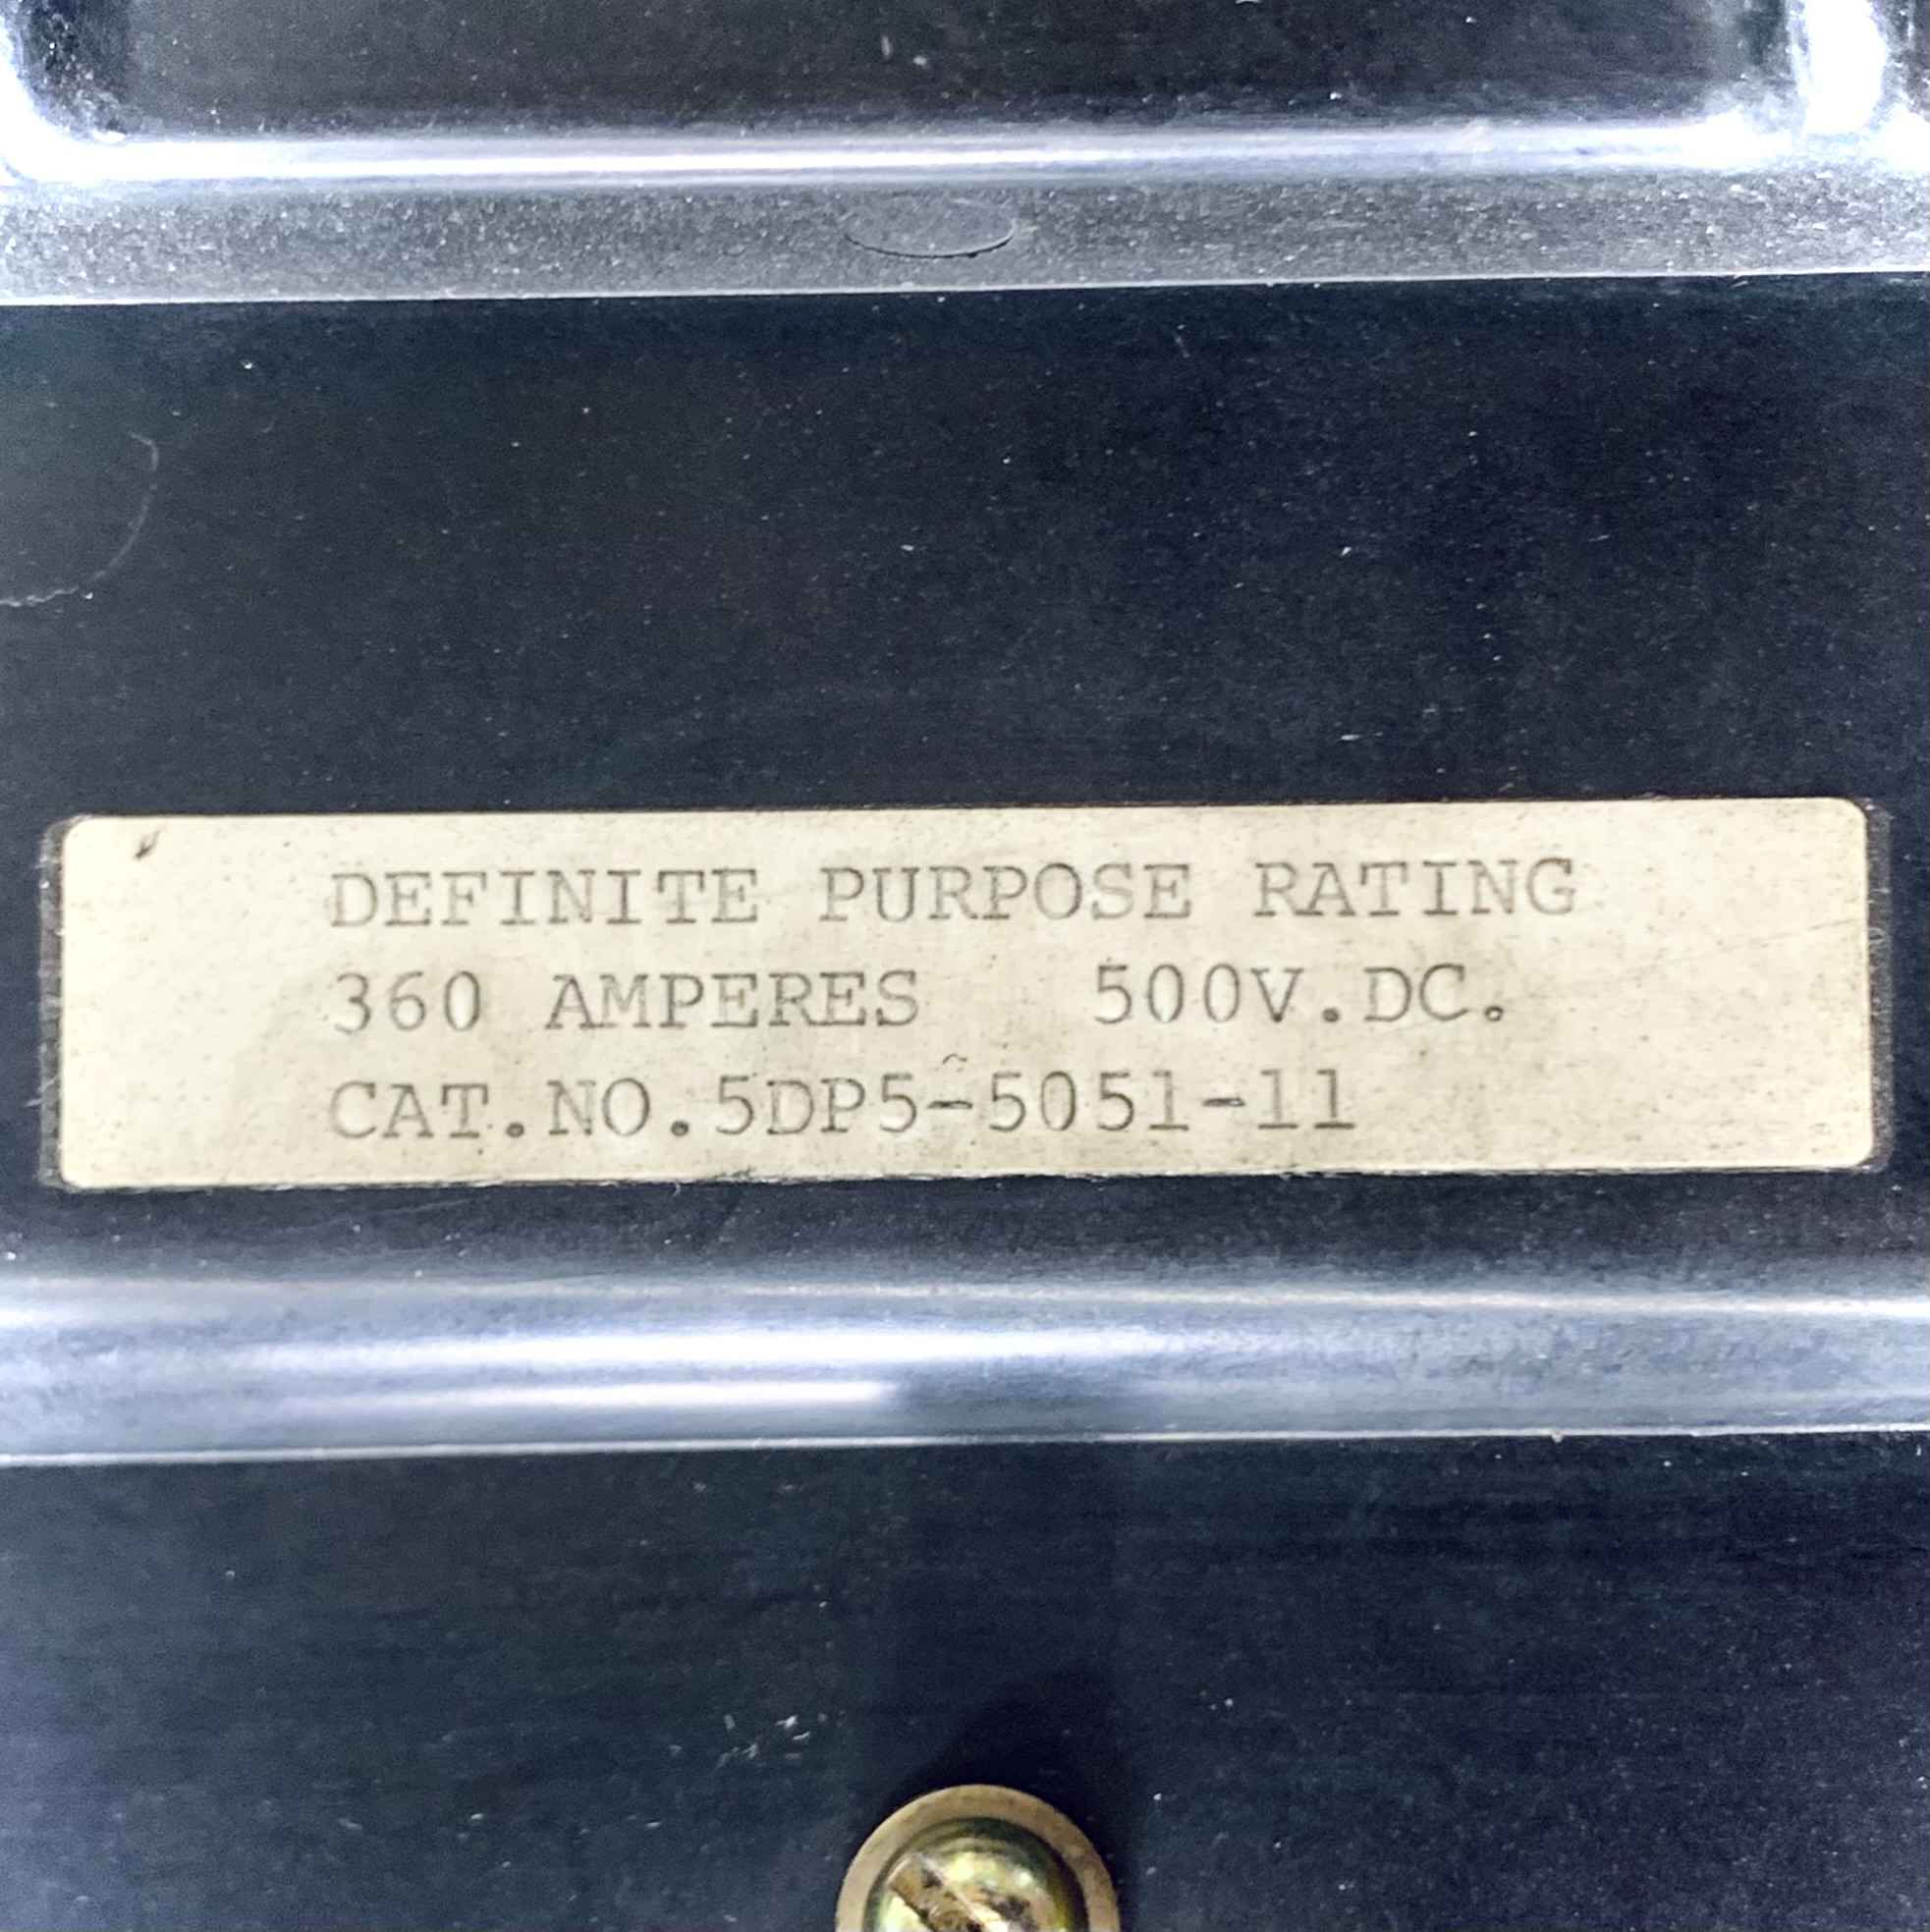 DEFINITE PURPOSE RATING
360 AMPERES 500V.DC.
CAT.NO.5DP5-5051-11